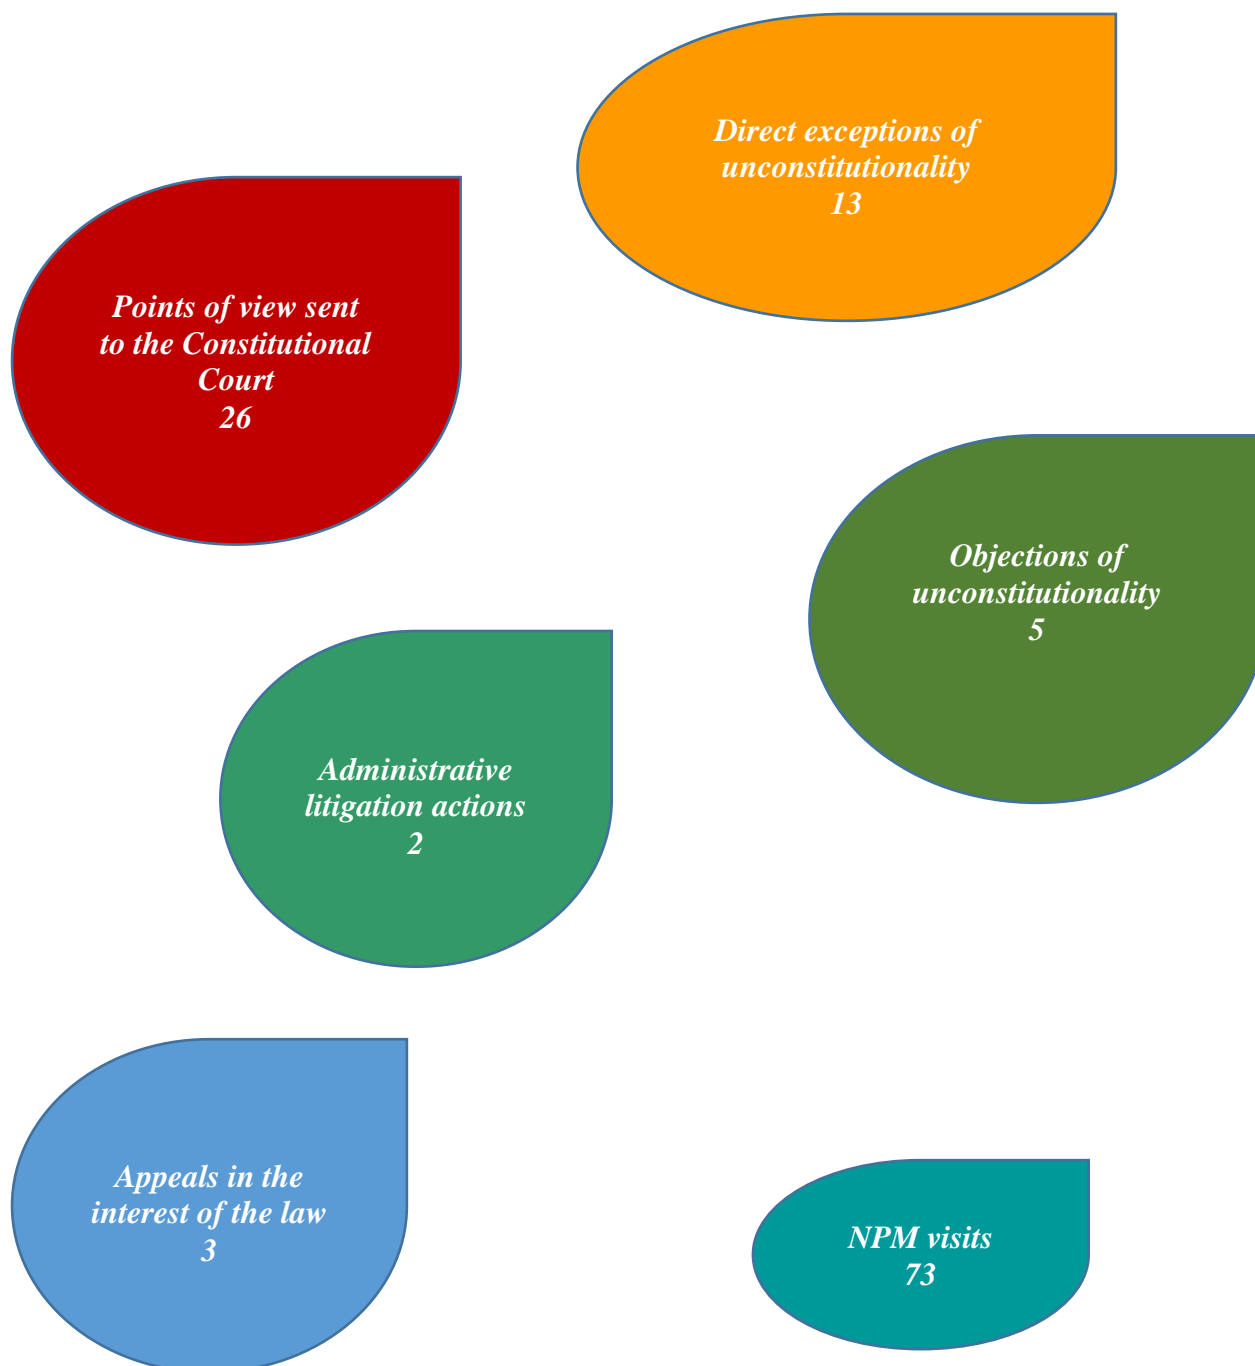 Direct exceptions of
unconstitutionality
13
Points of view sent
to the Constitutional
Court
26
Objections of
unconstitutionality
5
Administrative
litigation actions
2
Appeals in the
interest of the law
3
NPM visits
73